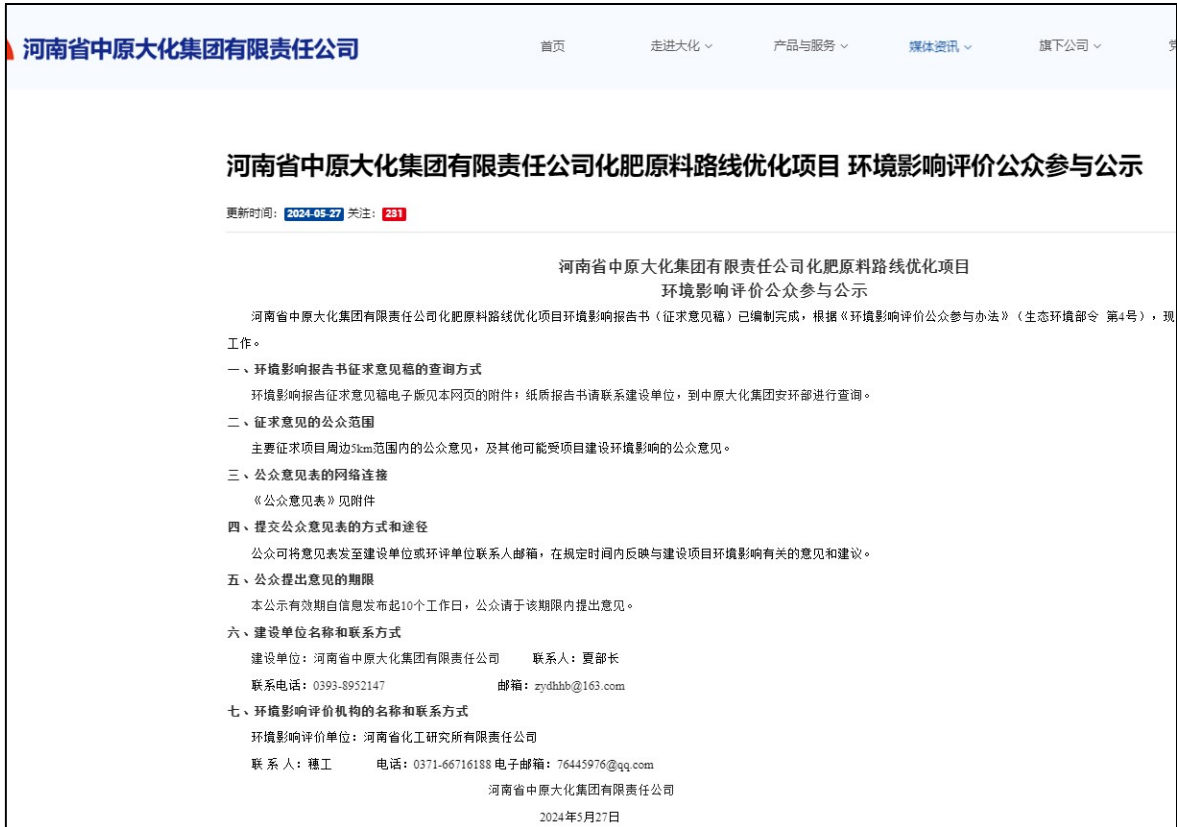 河南省中原大化集团有限责任公司
首页 走进大化 产品与服务 媒体资讯 旗下公司
河南省中原大化集团有限责任公司化肥原料路线优化项目 环境影响评价公众参与公示
更新时间： 2024-05-27 关注： 231
河南省中原大化集团有限责任公司化肥原料路线优化项目
环境影响评价公众参与公示
河南省中原大化集团有限责任公司化肥原料路线优化项目环境影响报告书（征求意见稿）已编制完成，根据《环境影响评价公众参与办法》（生态环境部令 第4号），现
工作。
一、环境影响报告书征求意见稿的查询方式
环境影响报告征求意见稿电子版见本网页的附件；纸质报告书请联系建设单位，到中原大化集团安环部进行查询。
二、征求意见的公众范围
主要征求项目周边5km范围内的公众意见，及其他可能受项目建设环境影响的公众意见。
三、公众意见表的网络连接
《公众意见表》见附件
四、提交公众意见表的方式和途径
公众可将意见表发至建设单位或环评单位联系人邮箱，在规定时间内反映与建设项目环境影响有关的意见和建议。
五、公众提出意见的期限
本公示有效期自信息发布起10个工作日，公众请于该期限内提出意见。
六、建设单位名称和联系方式
建设单位：河南省中原大化集团有限责任公司 联系人：夏部长
联系电话：0393-8952147 邮箱：zydhhb@163.com
七、环境影响评价机构的名称和联系方式
环境影响评价单位：河南省化工研究所有限责任公司
联 系 人：穗工 电话：0371-66716188 电子邮箱：76445976@qq.com
河南省中原大化集团有限责任公司
2024年5月27日